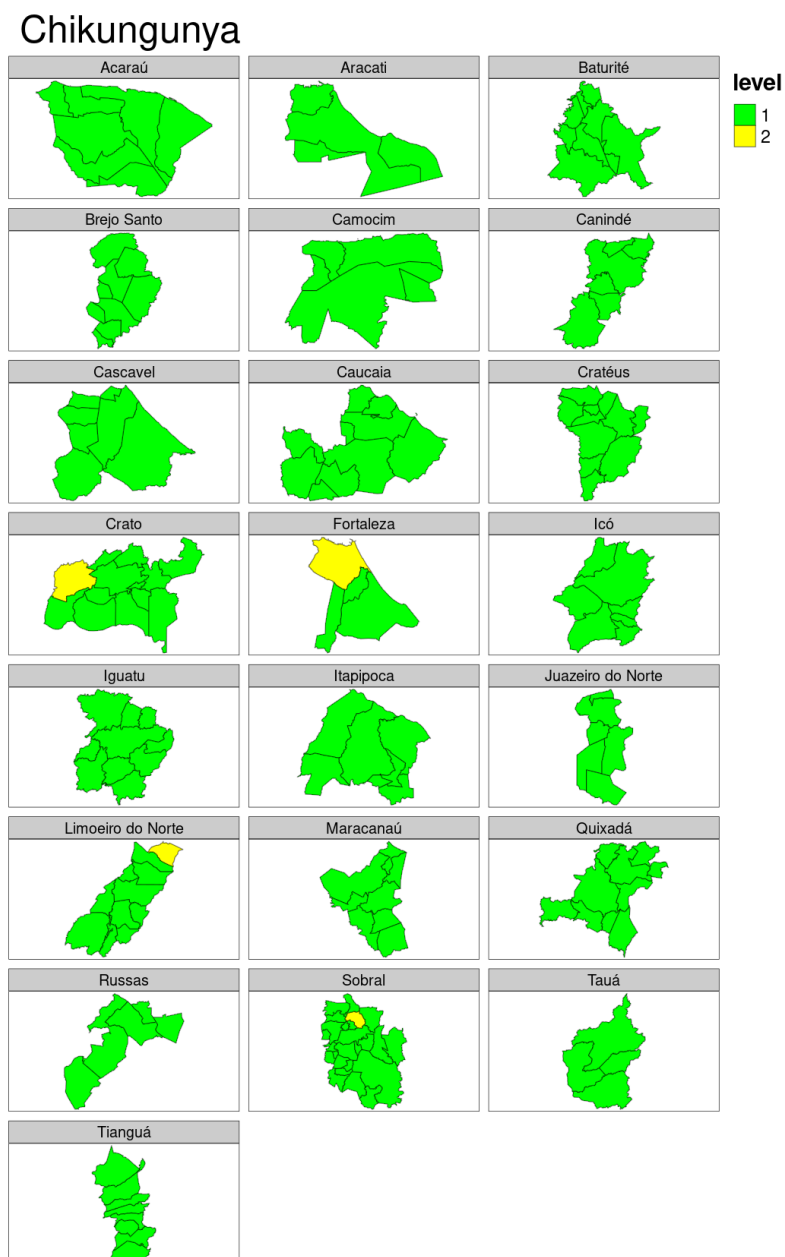 Chikungunya
Acaraú
Aracati
Baturité
level
1
2
Brejo Santo
Camocim
Canindé
Cascavel
Caucaia
Cratéus
Crato
Fortaleza
Icó
Iguatu
Itapipoca
Juazeiro do Norte
Limoeiro do Norte
Maracanaú
Quixadá
Russas
Sobral
Tauá
Tianguá